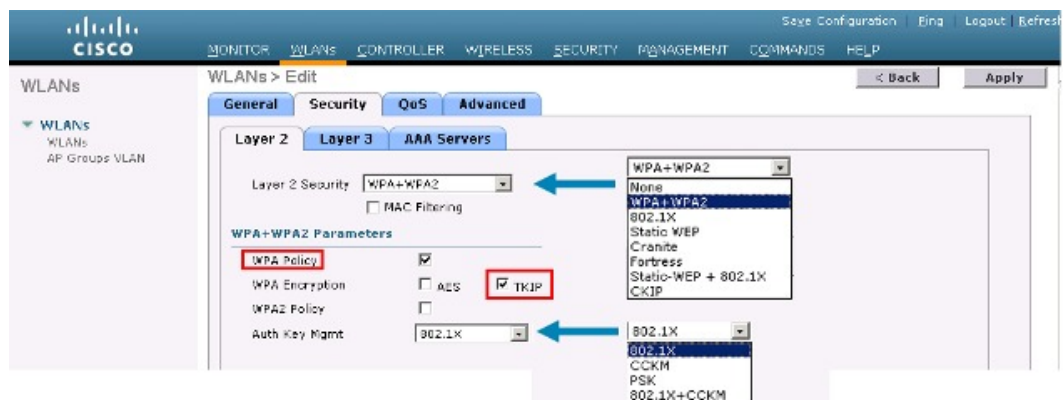 Save Configuration | Ping | Logout | Refresh
CISCO
MONITOR WLANs CONTROLLER WIRELESS SECURITY MANAGEMENT COMMANDS HELP
WLANs
WLANs > Edit
< Back
Apply
General Security QoS Advanced
WLANs
WLANs
AP Groups VLAN
Layer 2 Layer 3 AAA Servers
Layer 2 Security WPA+WPA2
MAC Filtering
WPA+WPA2
None
WPA+WPA2
802.1X
Static WEP
Cranite
Fortress
Static-WEP + 802.1X
CKIP
WPA+WPA2 Parameters
WPA Policy
WPA Encryption AES TKIP
WPA2 Policy
Auth Key Mgmt 802.1X
802.1X
802.1X
CCKM
PSK
802.1X+CCKM